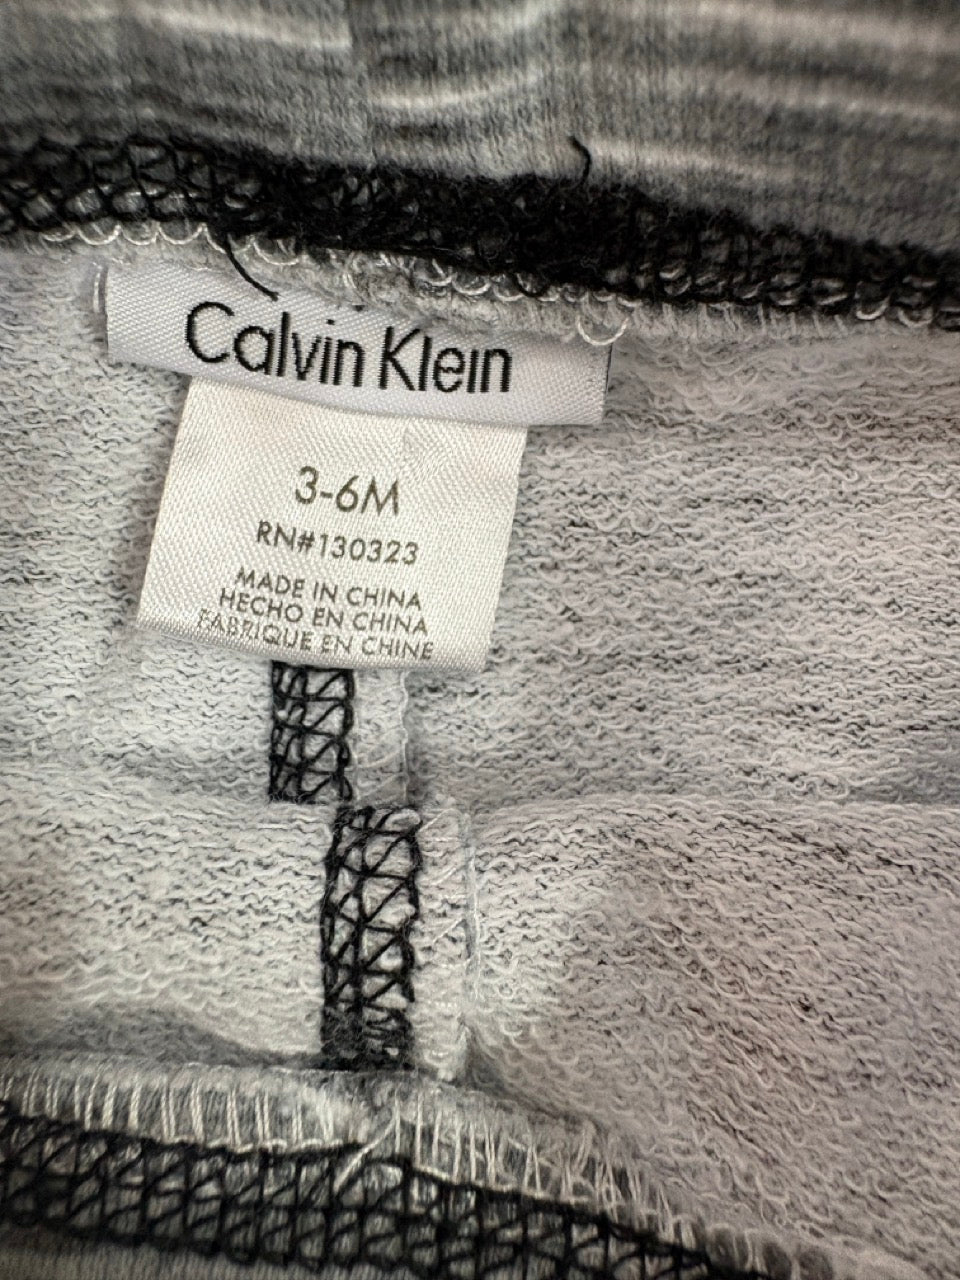 Calvin Klein
3-6M
RN#130323
MADE IN CHINA
HECHO EN CHINA
FABRIQUE EN CHINE